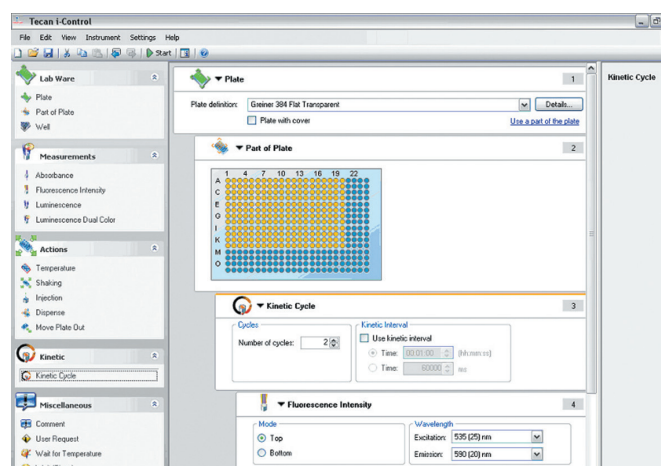 Tecan i-Control
File Edit View Instrument Settings Help
Start
Lab Ware
Plate
Part of Plate
Well
Measurements
Absorbance
Fluorescence Intensity
Luminescence
Luminescence Dual Color
Actions
Temperature
Shaking
Injection
Dispense
Move Plate Out
Kinetic
Kinetic Cycle
Miscellaneous
Comment
User Request
Wait for Temperature
Plate 1
Plate definition: Greiner 384 Flat Transparent Details...
Plate with cover Use a part of the plate
Part of Plate 2
1 4 7 10 13 16 19 22
A
C
E
G
I
K
M
O
Kinetic Cycle 3
Cycles
Number of cycles: 2
Kinetic Interval
Use kinetic interval
Time: 00:01:00 (hh:mm:ss)
Time: 60000 ms
Fluorescence Intensity 4
Mode
Top
Bottom
Wavelength
Excitation: 535 (25) nm
Emission: 590 (20) nm
Kinetic Cycle